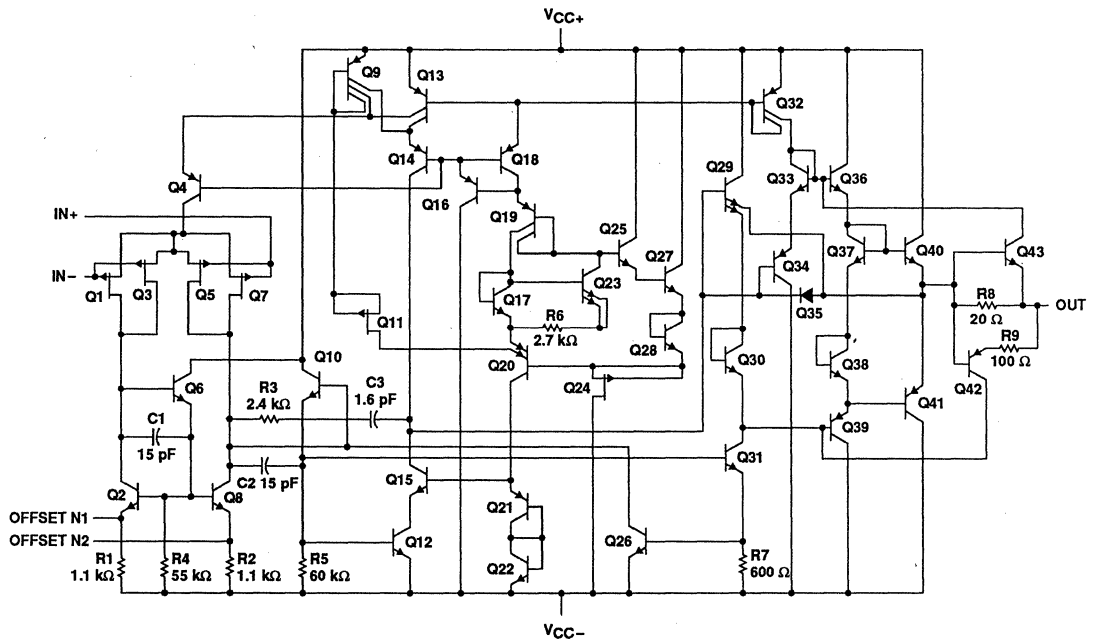 VCC+
Q9
Q13
Q32
Q14
Q18
Q29
Q33
Q36
Q4
Q16
IN+
Q19
Q25
Q27
Q37
Q40
Q43
IN−
Q1
Q3
Q5
Q7
Q23
Q34
R8
20 Ω
OUT
Q17
Q35
Q11
R6
2.7 kΩ
R9
100 Ω
Q28
Q30
Q38
Q10
Q20
Q24
Q42
Q6
R3
2.4 kΩ
C3
1.6 pF
Q41
C1
15 pF
Q39
C2 15 pF
Q31
Q2
Q8
Q15
Q21
OFFSET N1
OFFSET N2
Q12
Q26
Q22
R1
1.1 kΩ
R4
55 kΩ
R2
1.1 kΩ
R5
60 kΩ
R7
600 Ω
VCC−